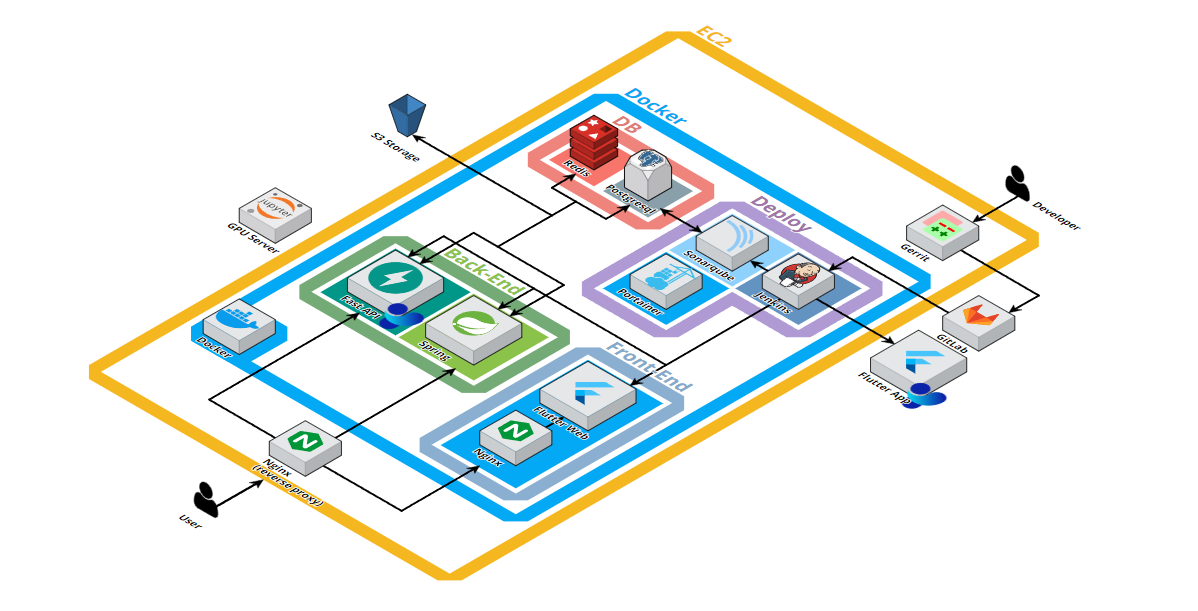 EC2
Docker
DB
Redis
Postgresql
S3 Storage
jupyter
GPU Server
Developer
Gerrit
Deploy
Sonarqube
Portainer
Jenkins
Back-End
Fast API
Spring
Docker
GitLab
Flutter App
Front-End
Flutter Web
Nginx
Nginx
(reverse proxy)
User